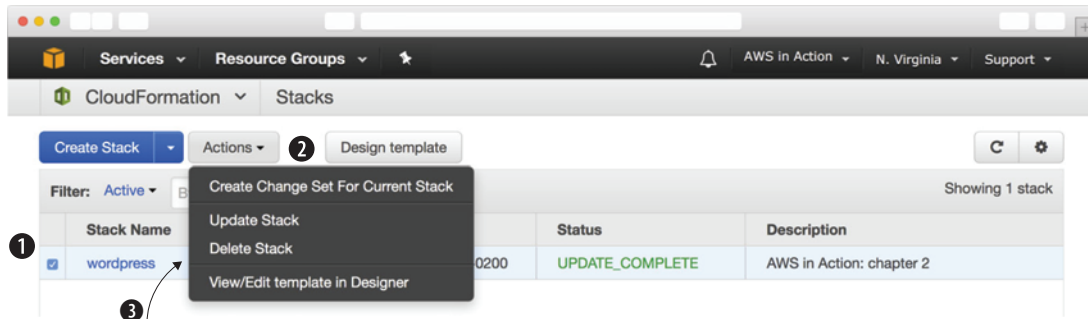 Services Resource Groups AWS in Action N. Virginia Support
CloudFormation Stacks
Create Stack Actions 2 Design template
Filter: Active B Showing 1 stack
Create Change Set For Current Stack
Update Stack
Delete Stack
View/Edit template in Designer
Stack Name Status Description
1 wordpress 0200 UPDATE_COMPLETE AWS in Action: chapter 2
3